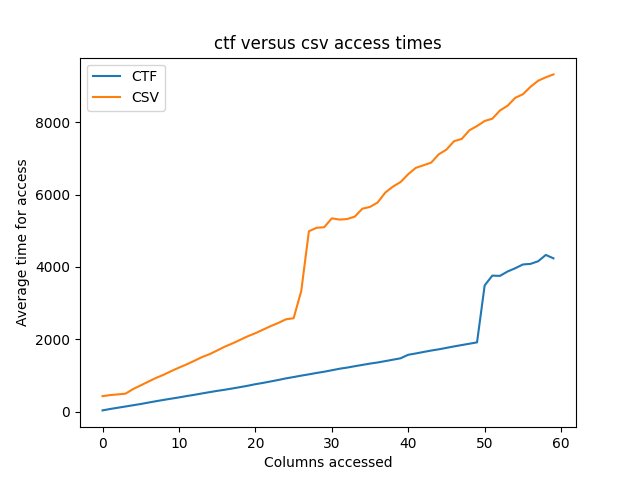 ctf versus csv access times
CTF
CSV
Average time for access
8000
6000
4000
2000
0
0 10 20 30 40 50 60
Columns accessed